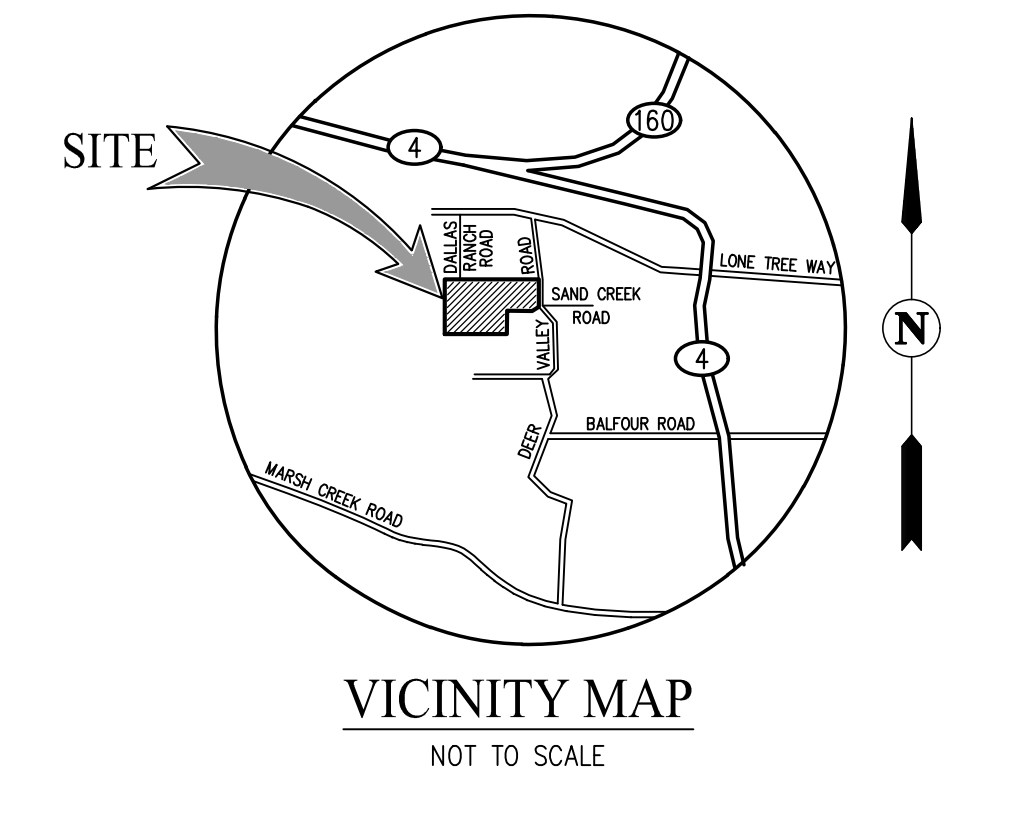 160
4
SITE
DALLAS
RANCH
ROAD
ROAD
LONE TREE WAY
SAND CREEK
ROAD
N
VALLEY
4
BALFOUR ROAD
DEER
MARSH CREEK ROAD
VICINITY MAP
NOT TO SCALE